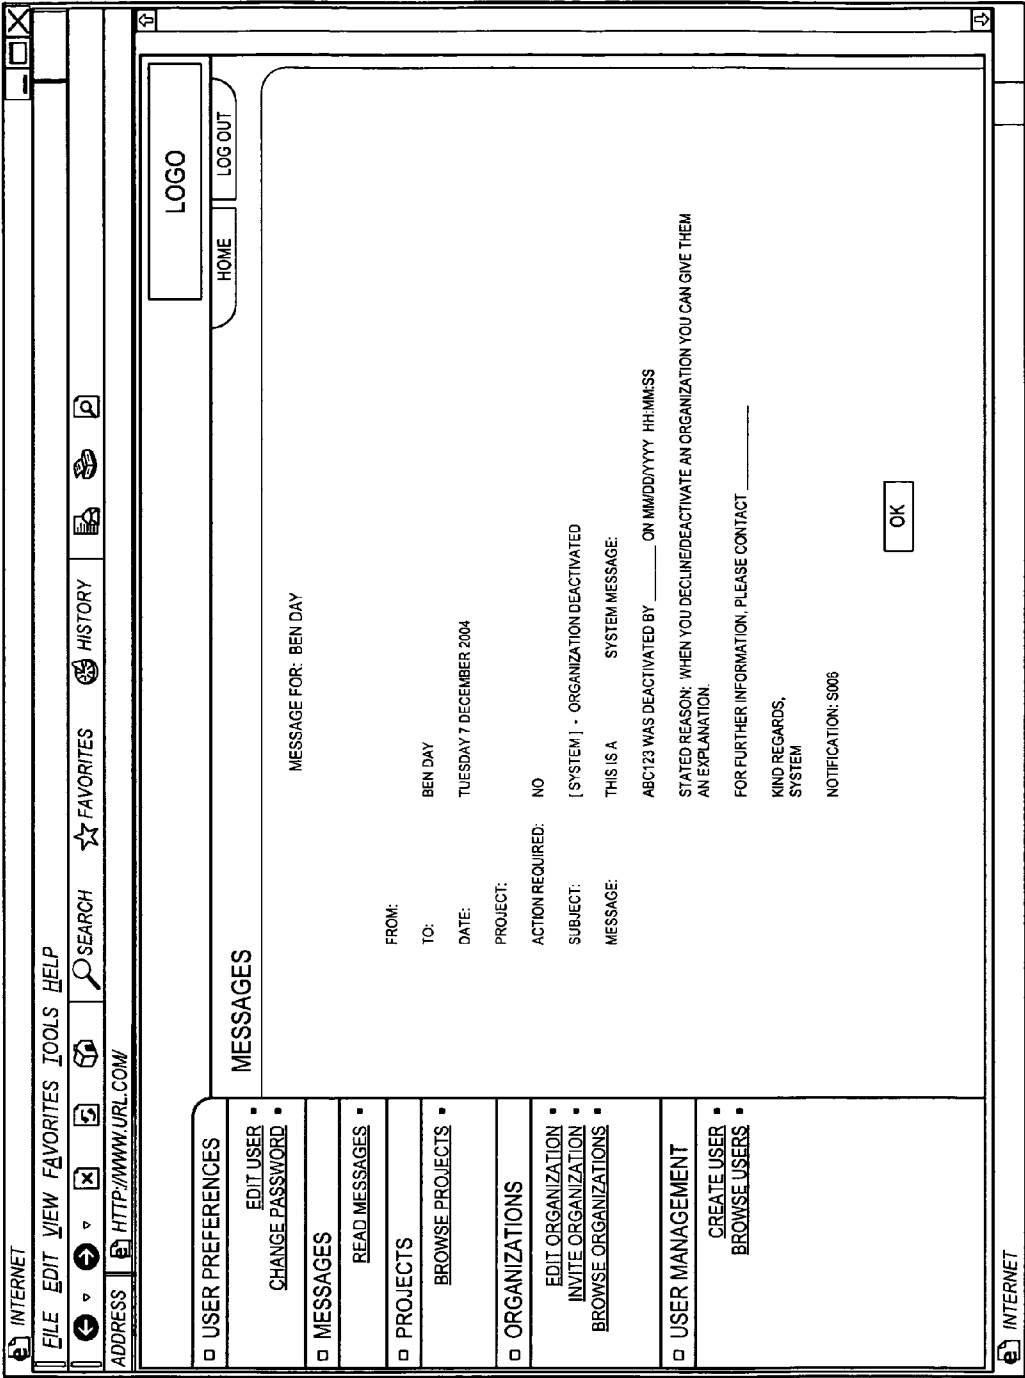 INTERNET
FILE EDIT VIEW FAVORITES TOOLS HELP
SEARCH FAVORITES HISTORY
ADDRESS HTTP://WWW.URL.COM/
LOGO
HOME LOG OUT
USER PREFERENCES
EDIT USER
CHANGE PASSWORD
MESSAGES
READ MESSAGES
PROJECTS
BROWSE PROJECTS
ORGANIZATIONS
EDIT ORGANIZATION
INVITE ORGANIZATION
BROWSE ORGANIZATIONS
USER MANAGEMENT
CREATE USER
BROWSE USERS
MESSAGES
MESSAGE FOR: BEN DAY
FROM:
TO: BEN DAY
DATE: TUESDAY 7 DECEMBER 2004
PROJECT:
ACTION REQUIRED: NO
SUBJECT: [ SYSTEM ] - ORGANIZATION DEACTIVATED
MESSAGE: THIS IS A SYSTEM MESSAGE:
ABC123 WAS DEACTIVATED BY ______ ON MM/DD/YYYY HH:MM:SS
STATED REASON: WHEN YOU DECLINE/DEACTIVATE AN ORGANIZATION YOU CAN GIVE THEM
AN EXPLANATION.
FOR FURTHER INFORMATION, PLEASE CONTACT ________
KIND REGARDS,
SYSTEM
NOTIFICATION: S006
OK
INTERNET